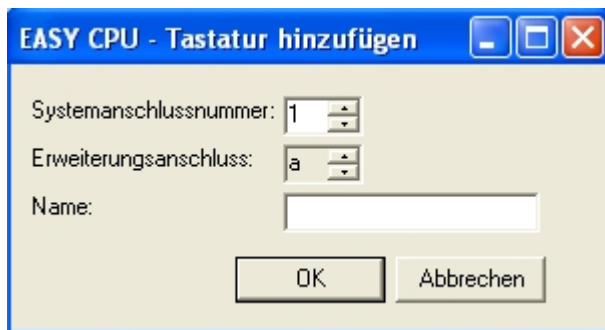 EASY CPU - Tastatur hinzufügen
Systemanschlussnummer: 1
Erweiterungsanschluss: a
Name:
OK Abbrechen